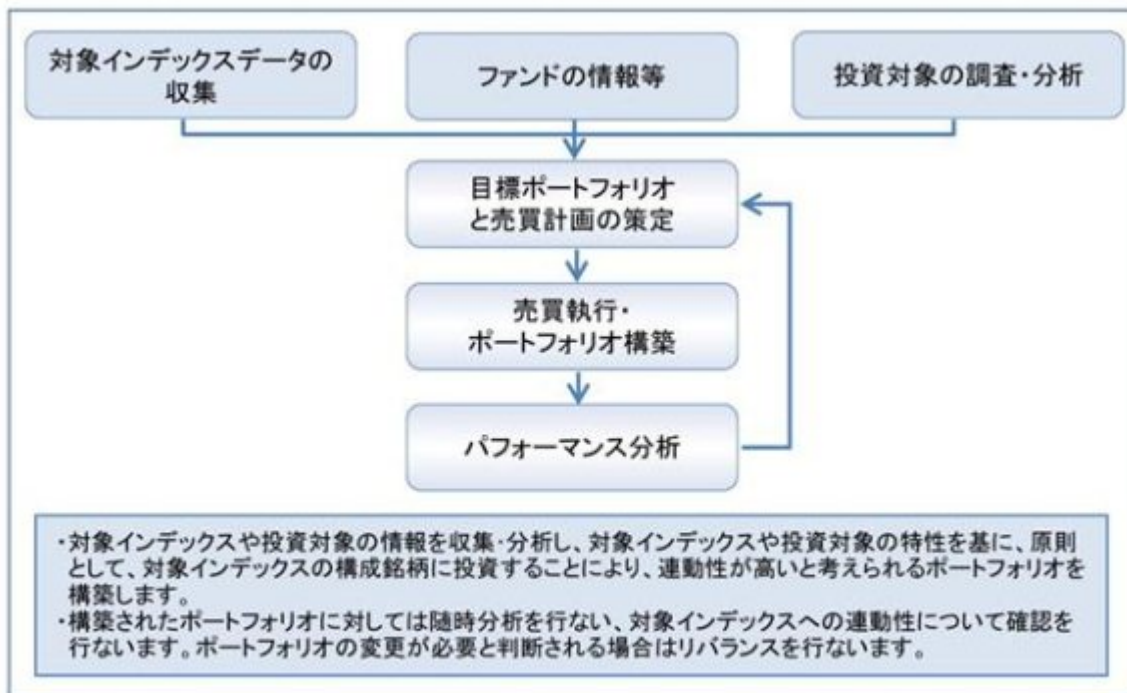 対象インデックスデータの
収集
ファンドの情報等
投資対象の調査・分析
目標ポートフォリオ
と売買計画の策定
売買執行・
ポートフォリオ構築
パフォーマンス分析
・対象インデックスや投資対象の情報を収集・分析し、対象インデックスや投資対象の特性を基に、原則
として、対象インデックスの構成銘柄に投資することにより、連動性が高いと考えられるポートフォリオを
構築します。
・構築されたポートフォリオに対しては随時分析を行ない、対象インデックスへの連動性について確認を
行ないます。ポートフォリオの変更が必要と判断される場合はリバランスを行ないます。